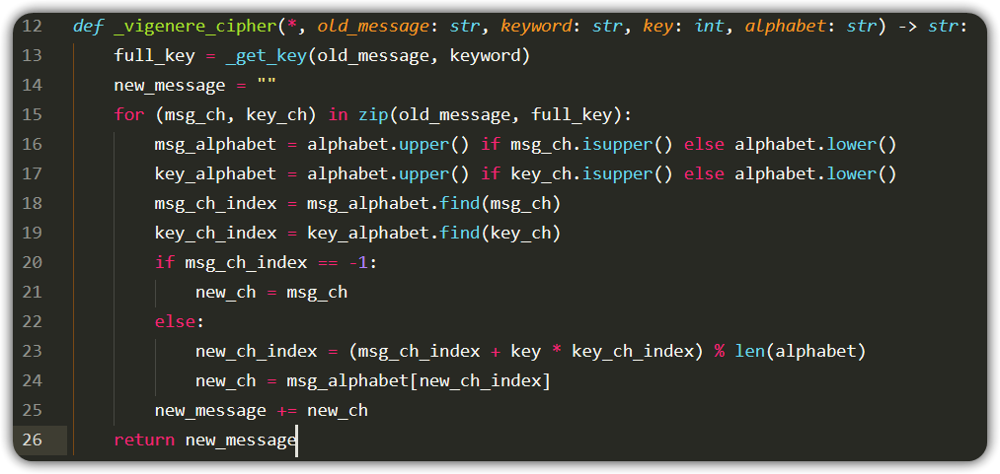 12 def _vigenere_cipher(*, old_message: str, keyword: str, key: int, alphabet: str) -> str:
13     full_key = _get_key(old_message, keyword)
14     new_message = ""
15     for (msg_ch, key_ch) in zip(old_message, full_key):
16         msg_alphabet = alphabet.upper() if msg_ch.isupper() else alphabet.lower()
17         key_alphabet = alphabet.upper() if key_ch.isupper() else alphabet.lower()
18         msg_ch_index = msg_alphabet.find(msg_ch)
19         key_ch_index = key_alphabet.find(key_ch)
20         if msg_ch_index == -1:
21             new_ch = msg_ch
22         else:
23             new_ch_index = (msg_ch_index + key * key_ch_index) % len(alphabet)
24             new_ch = msg_alphabet[new_ch_index]
25         new_message += new_ch
26     return new_message